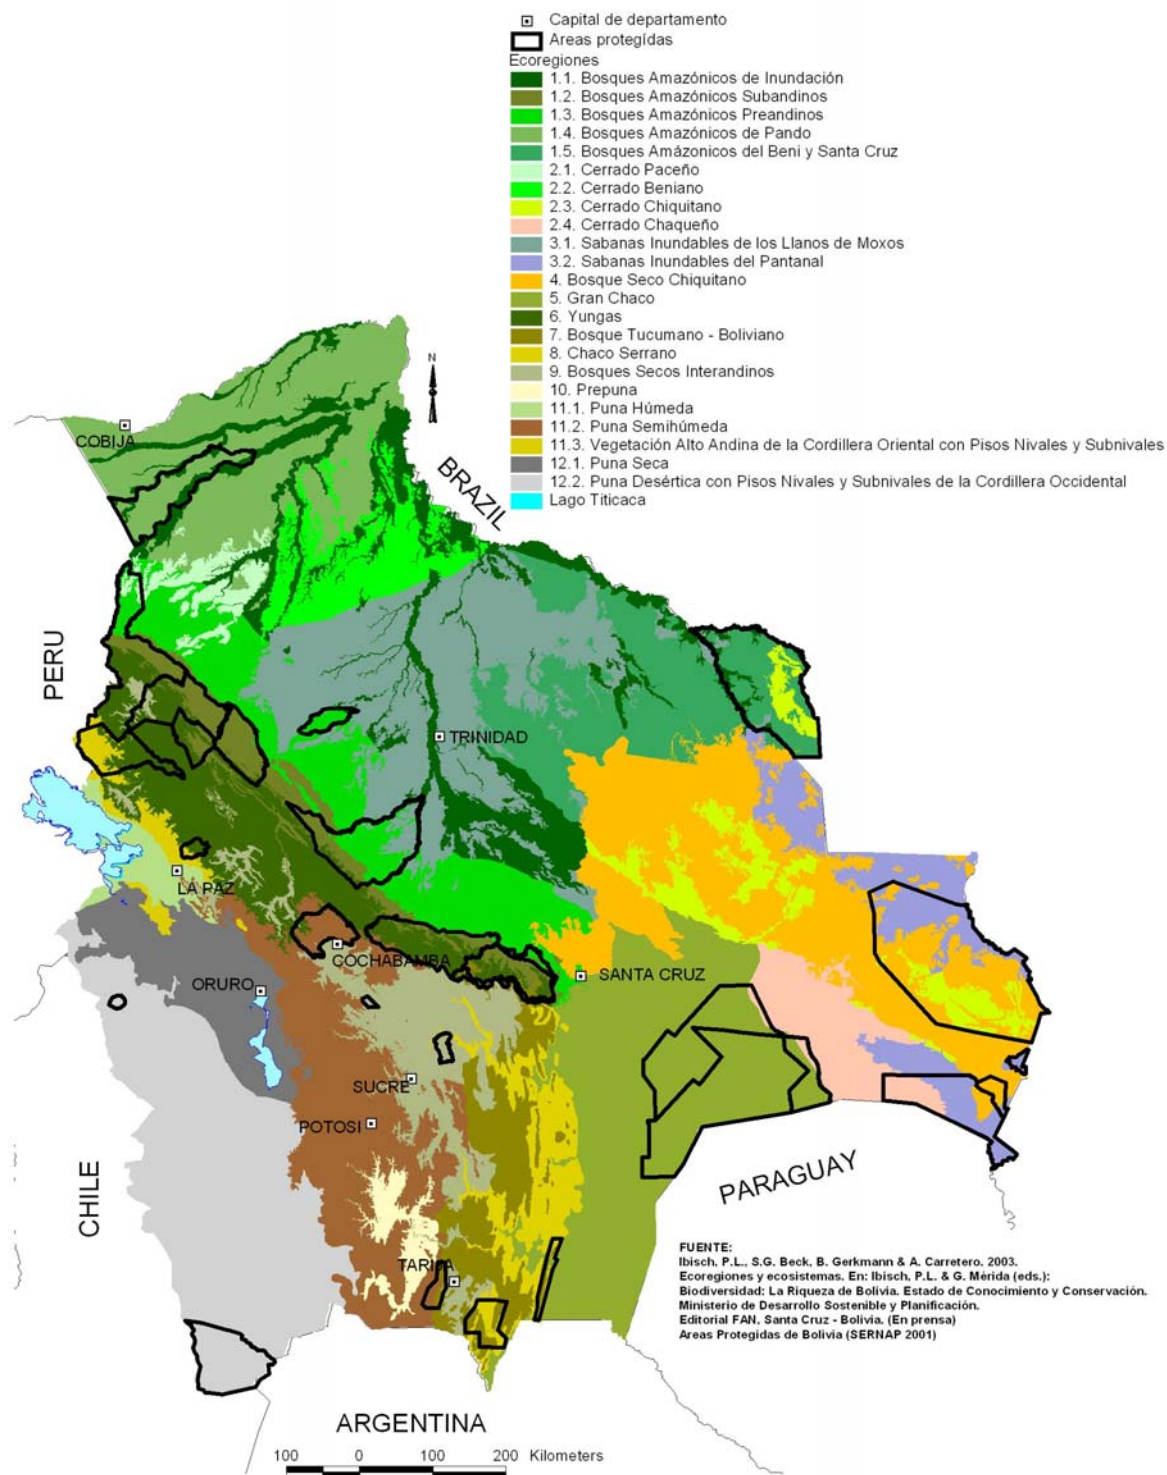 Capital de departamento
Areas protegídas
Ecoregiones
1.1. Bosques Amazónicos de Inundación
1.2. Bosques Amazónicos Subandinos
1.3. Bosques Amazónicos Preandinos
1.4. Bosques Amazónicos de Pando
1.5. Bosques Amázonicos del Beni y Santa Cruz
2.1. Cerrado Paceño
2.2. Cerrado Beniano
2.3. Cerrado Chiquitano
2.4. Cerrado Chaqueño
3.1. Sabanas Inundables de los Llanos de Moxos
3.2. Sabanas Inundables del Pantanal
4. Bosque Seco Chiquitano
5. Gran Chaco
6. Yungas
7. Bosque Tucumano - Boliviano
8. Chaco Serrano
9. Bosques Secos Interandinos
10. Prepuna
11.1. Puna Húmeda
11.2. Puna Semihúmeda
11.3. Vegetación Alto Andina de la Cordillera Oriental con Pisos Nivales y Subnivales
12.1. Puna Seca
12.2. Puna Desértica con Pisos Nivales y Subnivales de la Cordillera Occidental
Lago Titicaca
N
COBIJA
BRAZIL
PERU
TRINIDAD
LA PAZ
COCHABAMBA
SANTA CRUZ
ORURO
SUCRE
POTOSI
CHILE
PARAGUAY
TARIJA
FUENTE:
Ibisch, P.L., S.G. Beck, B. Gerkmann & A. Carretero. 2003.
Ecoregiones y ecosistemas. En: Ibisch, P.L. & G. Mérida (eds.):
Biodiversidad: La Riqueza de Bolivia. Estado de Conocimiento y Conservación.
Ministerio de Desarrollo Sostenible y Planificación.
Editorial FAN, Santa Cruz - Bolivia. (En prensa)
Areas Protegidas de Bolivia (SERNAP 2001)
ARGENTINA
100 0 100 200 Kilometers